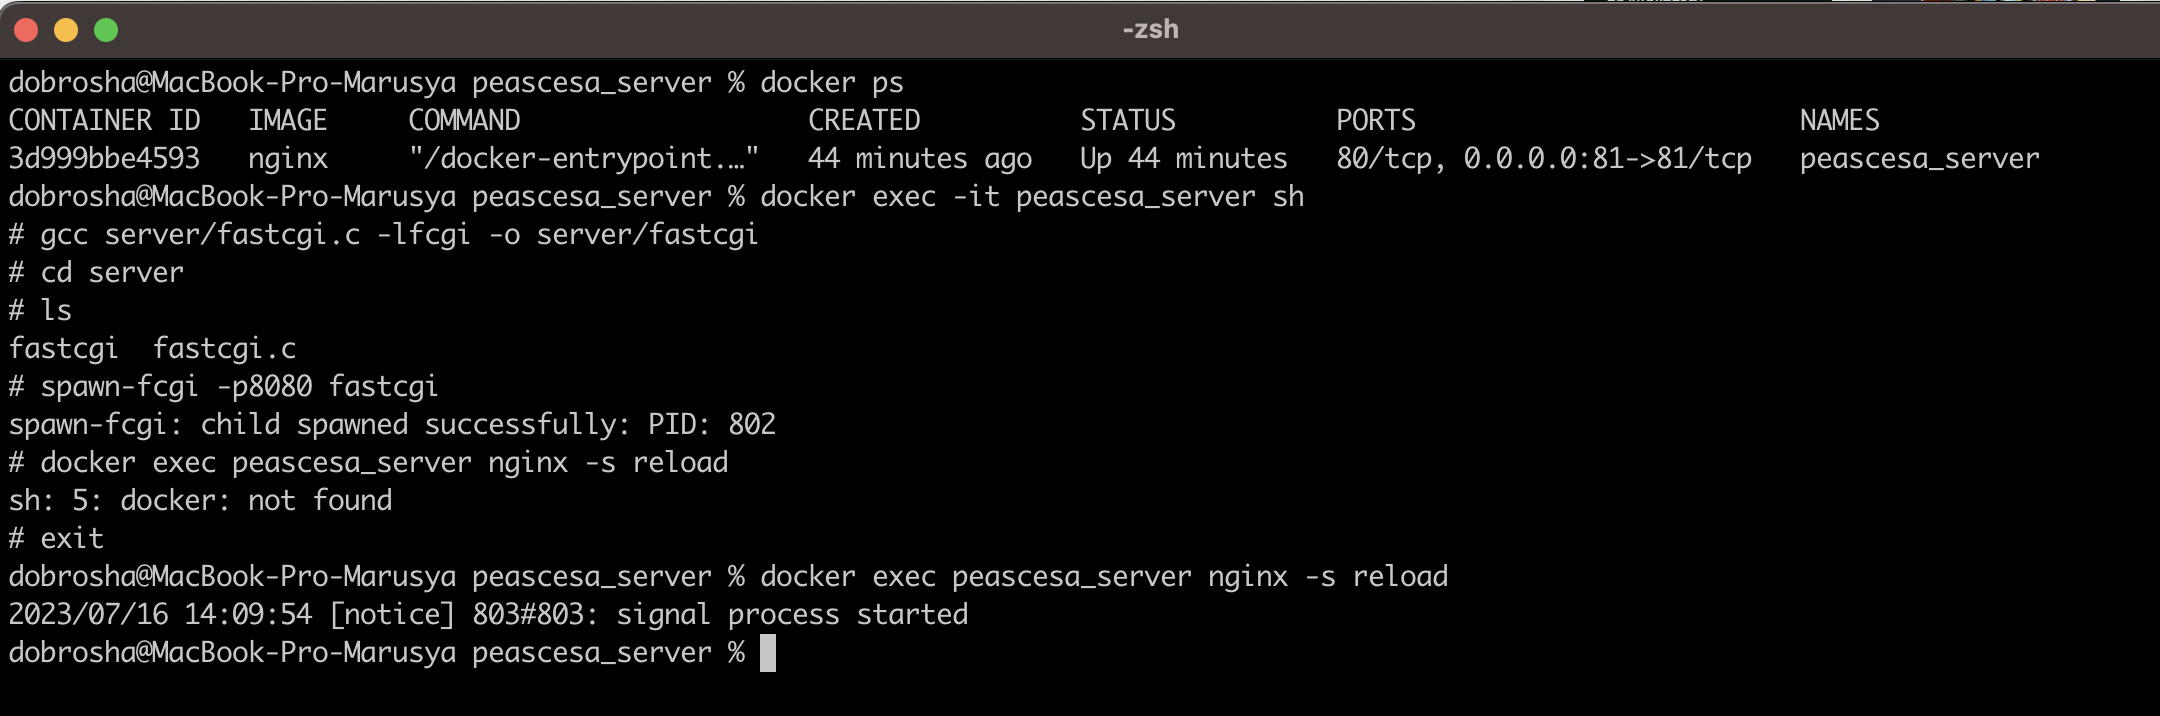 -zsh
dobrosha@MacBook-Pro-Marusya peascesa_server % docker ps
CONTAINER ID   IMAGE     COMMAND                  CREATED          STATUS          PORTS                        NAMES
3d999bbe4593   nginx     "/docker-entrypoint.…"   44 minutes ago   Up 44 minutes   80/tcp, 0.0.0.0:81->81/tcp   peascesa_server
dobrosha@MacBook-Pro-Marusya peascesa_server % docker exec -it peascesa_server sh
# gcc server/fastcgi.c -lfcgi -o server/fastcgi
# cd server
# ls
fastcgi  fastcgi.c
# spawn-fcgi -p8080 fastcgi
spawn-fcgi: child spawned successfully: PID: 802
# docker exec peascesa_server nginx -s reload
sh: 5: docker: not found
# exit
dobrosha@MacBook-Pro-Marusya peascesa_server % docker exec peascesa_server nginx -s reload
2023/07/16 14:09:54 [notice] 803#803: signal process started
dobrosha@MacBook-Pro-Marusya peascesa_server %